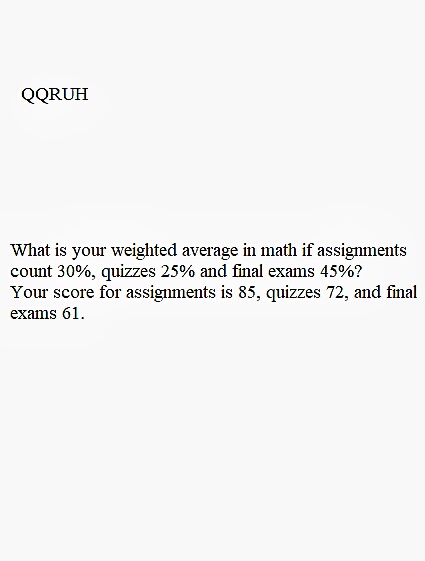 QQRUH
What is your weighted average in math if assignments
count 30%, quizzes 25% and final exams 45%?
Your score for assignments is 85, quizzes 72, and final
exams 61.